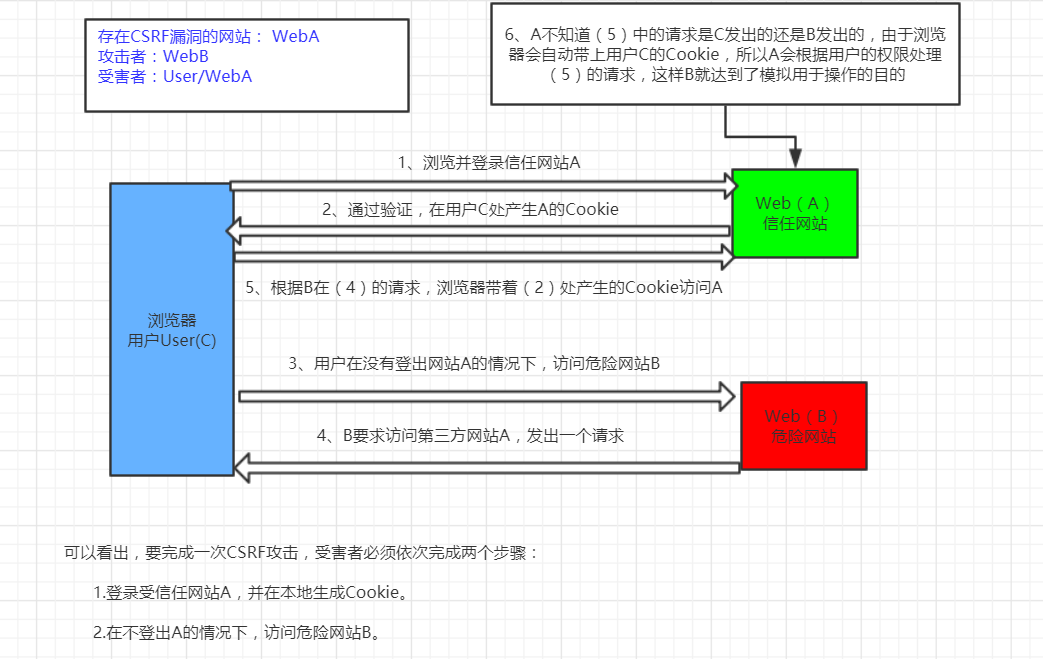 存在CSRF漏洞的网站： WebA
攻击者：WebB
受害者：User/WebA
6、A不知道（5）中的请求是C发出的还是B发出的，由于浏览
器会自动带上用户C的Cookie，所以A会根据用户的权限处理
（5）的请求，这样B就达到了模拟用于操作的目的
1、浏览并登录信任网站A
Web（A）
信任网站
2、通过验证，在用户C处产生A的Cookie
5、根据B在（4）的请求，浏览器带着（2）处产生的Cookie访问A
浏览器
用户User(C)
3、用户在没有登出网站A的情况下，访问危险网站B
Web（B）
危险网站
4、B要求访问第三方网站A，发出一个请求
可以看出，要完成一次CSRF攻击，受害者必须依次完成两个步骤：
1.登录受信任网站A，并在本地生成Cookie。
2.在不登出A的情况下，访问危险网站B。